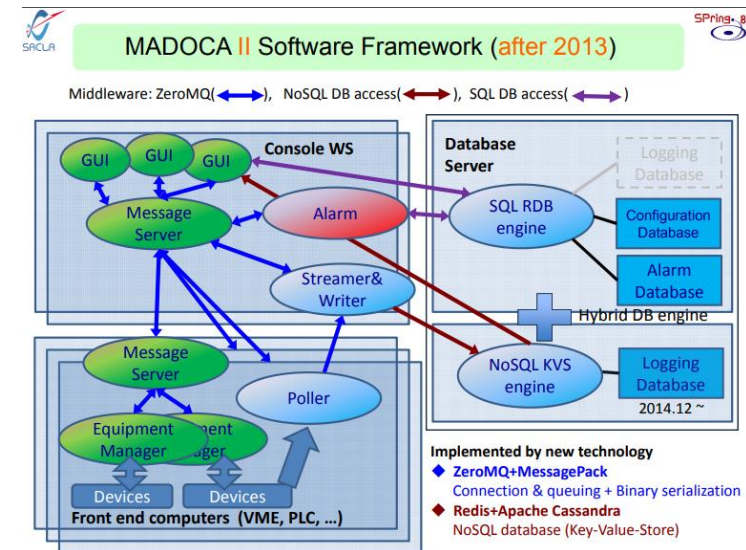 SACLA
SPring-8
MADOCA II Software Framework (after 2013)
Middleware: ZeroMQ( ), NoSQL DB access( ), SQL DB access( )
GUI
GUI
GUI
Console WS
Message
Server
Alarm
Streamer&
Writer
Database
Server
Logging
Database
SQL RDB
engine
Configuration
Database
Alarm
Database
Hybrid DB engine
NoSQL KVS
engine
Logging
Database
2014.12 ~
Message
Server
Poller
Equipment
Manager
ment
ager
Devices
Devices
Front end computers (VME, PLC, ...)
Implemented by new technology
◆ ZeroMQ+MessagePack
Connection & queuing + Binary serialization
◆ Redis+Apache Cassandra
NoSQL database (Key-Value-Store)